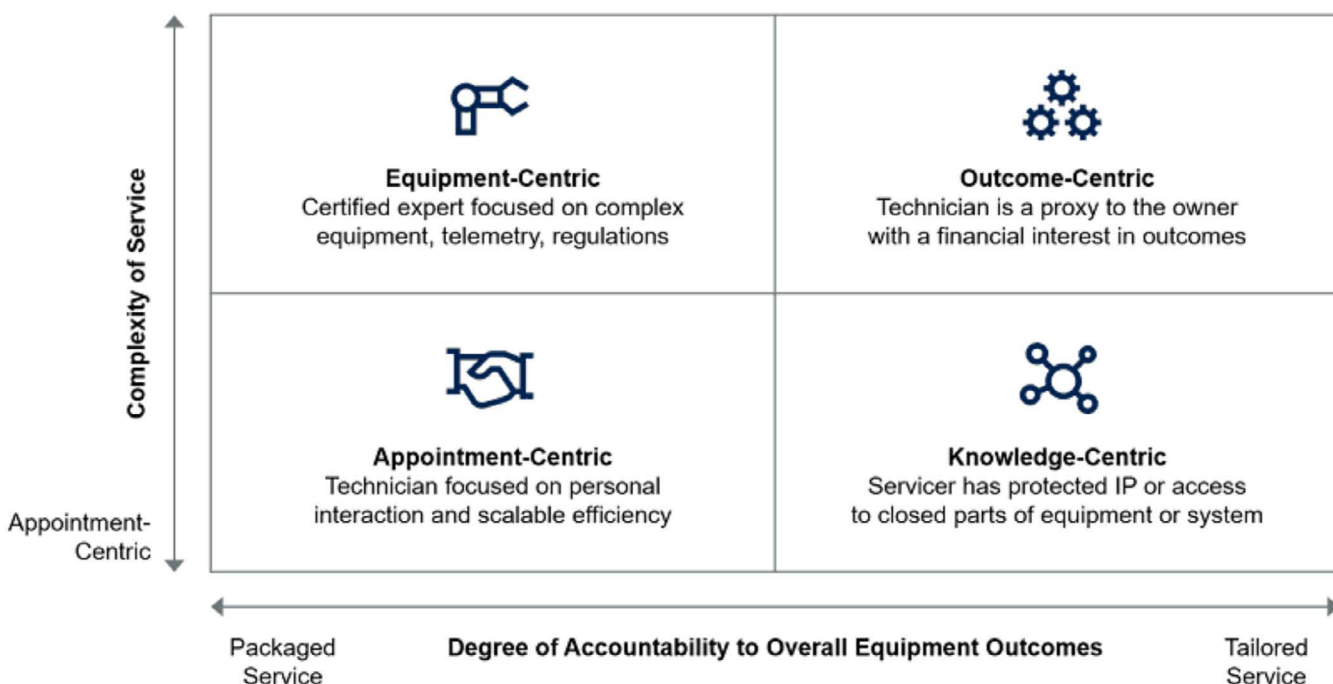 Complexity of Service
Equipment-Centric
Certified expert focused on complex
equipment, telemetry, regulations
Outcome-Centric
Technician is a proxy to the owner
with a financial interest in outcomes
Appointment-Centric
Technician focused on personal
interaction and scalable efficiency
Knowledge-Centric
Servicer has protected IP or access
to closed parts of equipment or system
Appointment-
Centric
Packaged
Service
Degree of Accountability to Overall Equipment Outcomes
Tailored
Service